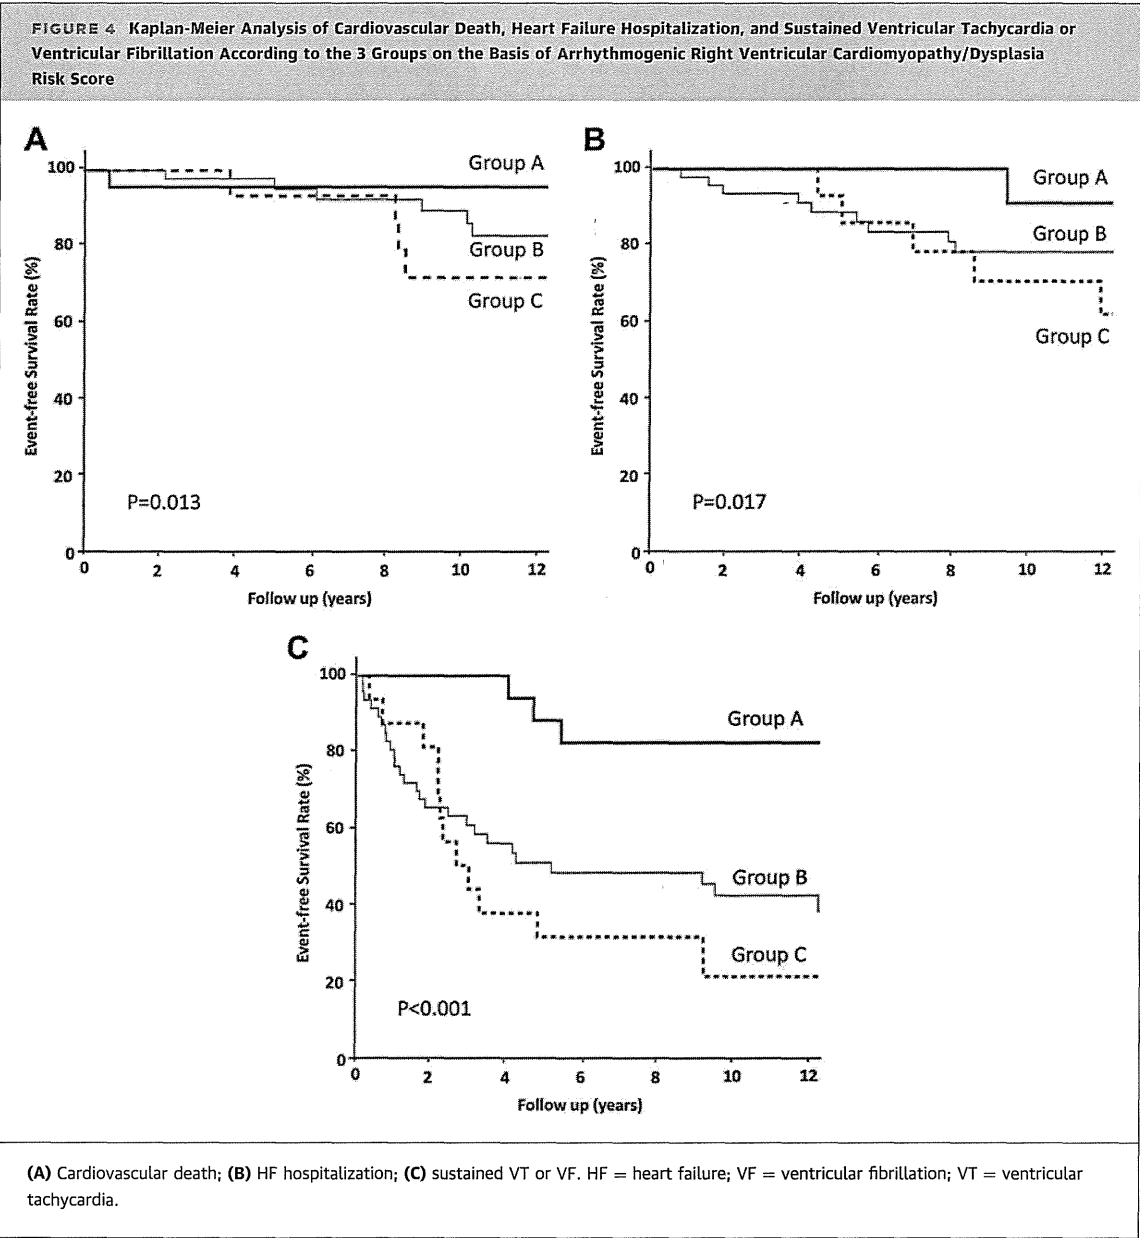 FIGURE 4 Kaplan-Meier Analysis of Cardiovascular Death, Heart Failure Hospitalization, and Sustained Ventricular Tachycardia or
Ventricular Fibrillation According to the 3 Groups on the Basis of Arrhythmogenic Right Ventricular Cardiomyopathy/Dysplasia
Risk Score
A
100
80
60
40
20
0
Event-free Survival Rate (%)
Group A
Group B
Group C
P=0.013
0 2 4 6 8 10 12
Follow up (years)
B
100
80
60
40
20
0
Event-free Survival Rate (%)
Group A
Group B
Group C
P=0.017
0 2 4 6 8 10 12
Follow up (years)
C
100
80
60
40
20
0
Event-free Survival Rate (%)
Group A
Group B
Group C
P<0.001
0 2 4 6 8 10 12
Follow up (years)
(A) Cardiovascular death; (B) HF hospitalization; (C) sustained VT or VF. HF = heart failure; VF = ventricular fibrillation; VT = ventricular
tachycardia.